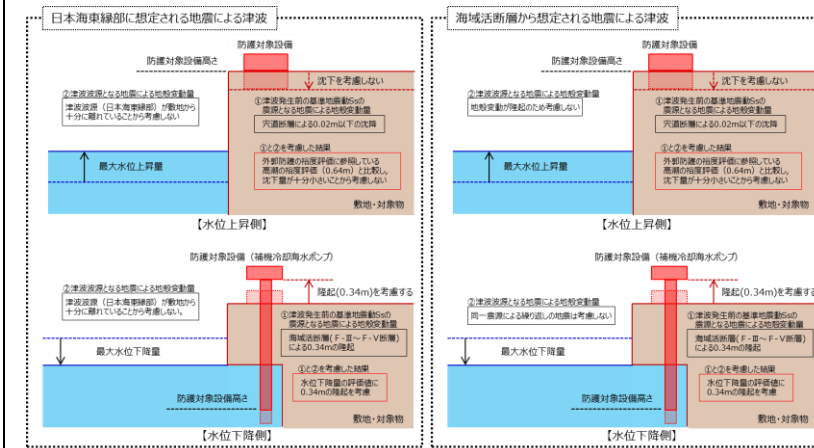 日本海東縁部に想定される地震による津波
防護対象設備
防護対象設備高さ
沈下を考慮しない
②津波波源となる地震による地殻変動量
津波波源（日本海東縁部）が敷地から
十分に離れていることから考慮しない
①津波発生前の基準地震動Ssの
震源となる地震による地殻変動量
宍道断層による0.02m以下の沈降
①と②を考慮した結果
外郭防護の裕度評価に参照している
高潮の裕度評価（0.64m）と比較し、
沈下量が十分小さいことから考慮しない
最大水位上昇量
敷地・対象物
【水位上昇側】
防護対象設備（補機冷却海水ポンプ）
隆起(0.34m)を考慮する
②津波波源となる地震による地殻変動量
津波波源（日本海東縁部）が敷地から
十分に離れていることから考慮しない。
①津波発生前の基準地震動Ssの
震源となる地震による地殻変動量
海域活断層(Ｆ-Ⅲ～Ｆ-Ⅴ断層)
による0.34mの隆起
最大水位下降量
①と②を考慮した結果
水位下降量の評価値に
0.34mの隆起を考慮
防護対象設備高さ
敷地・対象物
【水位下降側】
海域活断層から想定される地震による津波
防護対象設備
防護対象設備高さ
沈下を考慮しない
②津波波源となる地震による地殻変動量
地殻変動が隆起のため考慮しない
①津波発生前の基準地震動Ssの
震源となる地震による地殻変動量
宍道断層による0.02m以下の沈降
①と②を考慮した結果
外郭防護の裕度評価に参照している
高潮の裕度評価（0.64m）と比較し、
沈下量が十分小さいことから考慮しない
最大水位上昇量
敷地・対象物
【水位上昇側】
防護対象設備（補機冷却海水ポンプ）
隆起(0.34m)を考慮する
②津波波源となる地震による地殻変動量
同一震源による繰り返しの地震は考慮しない
①津波発生前の基準地震動Ssの
震源となる地震による地殻変動量
海域活断層(Ｆ-Ⅲ～Ｆ-Ⅴ断層)
による0.34mの隆起
最大水位下降量
①と②を考慮した結果
水位下降量の評価値に
0.34mの隆起を考慮
防護対象設備高さ
敷地・対象物
【水位下降側】